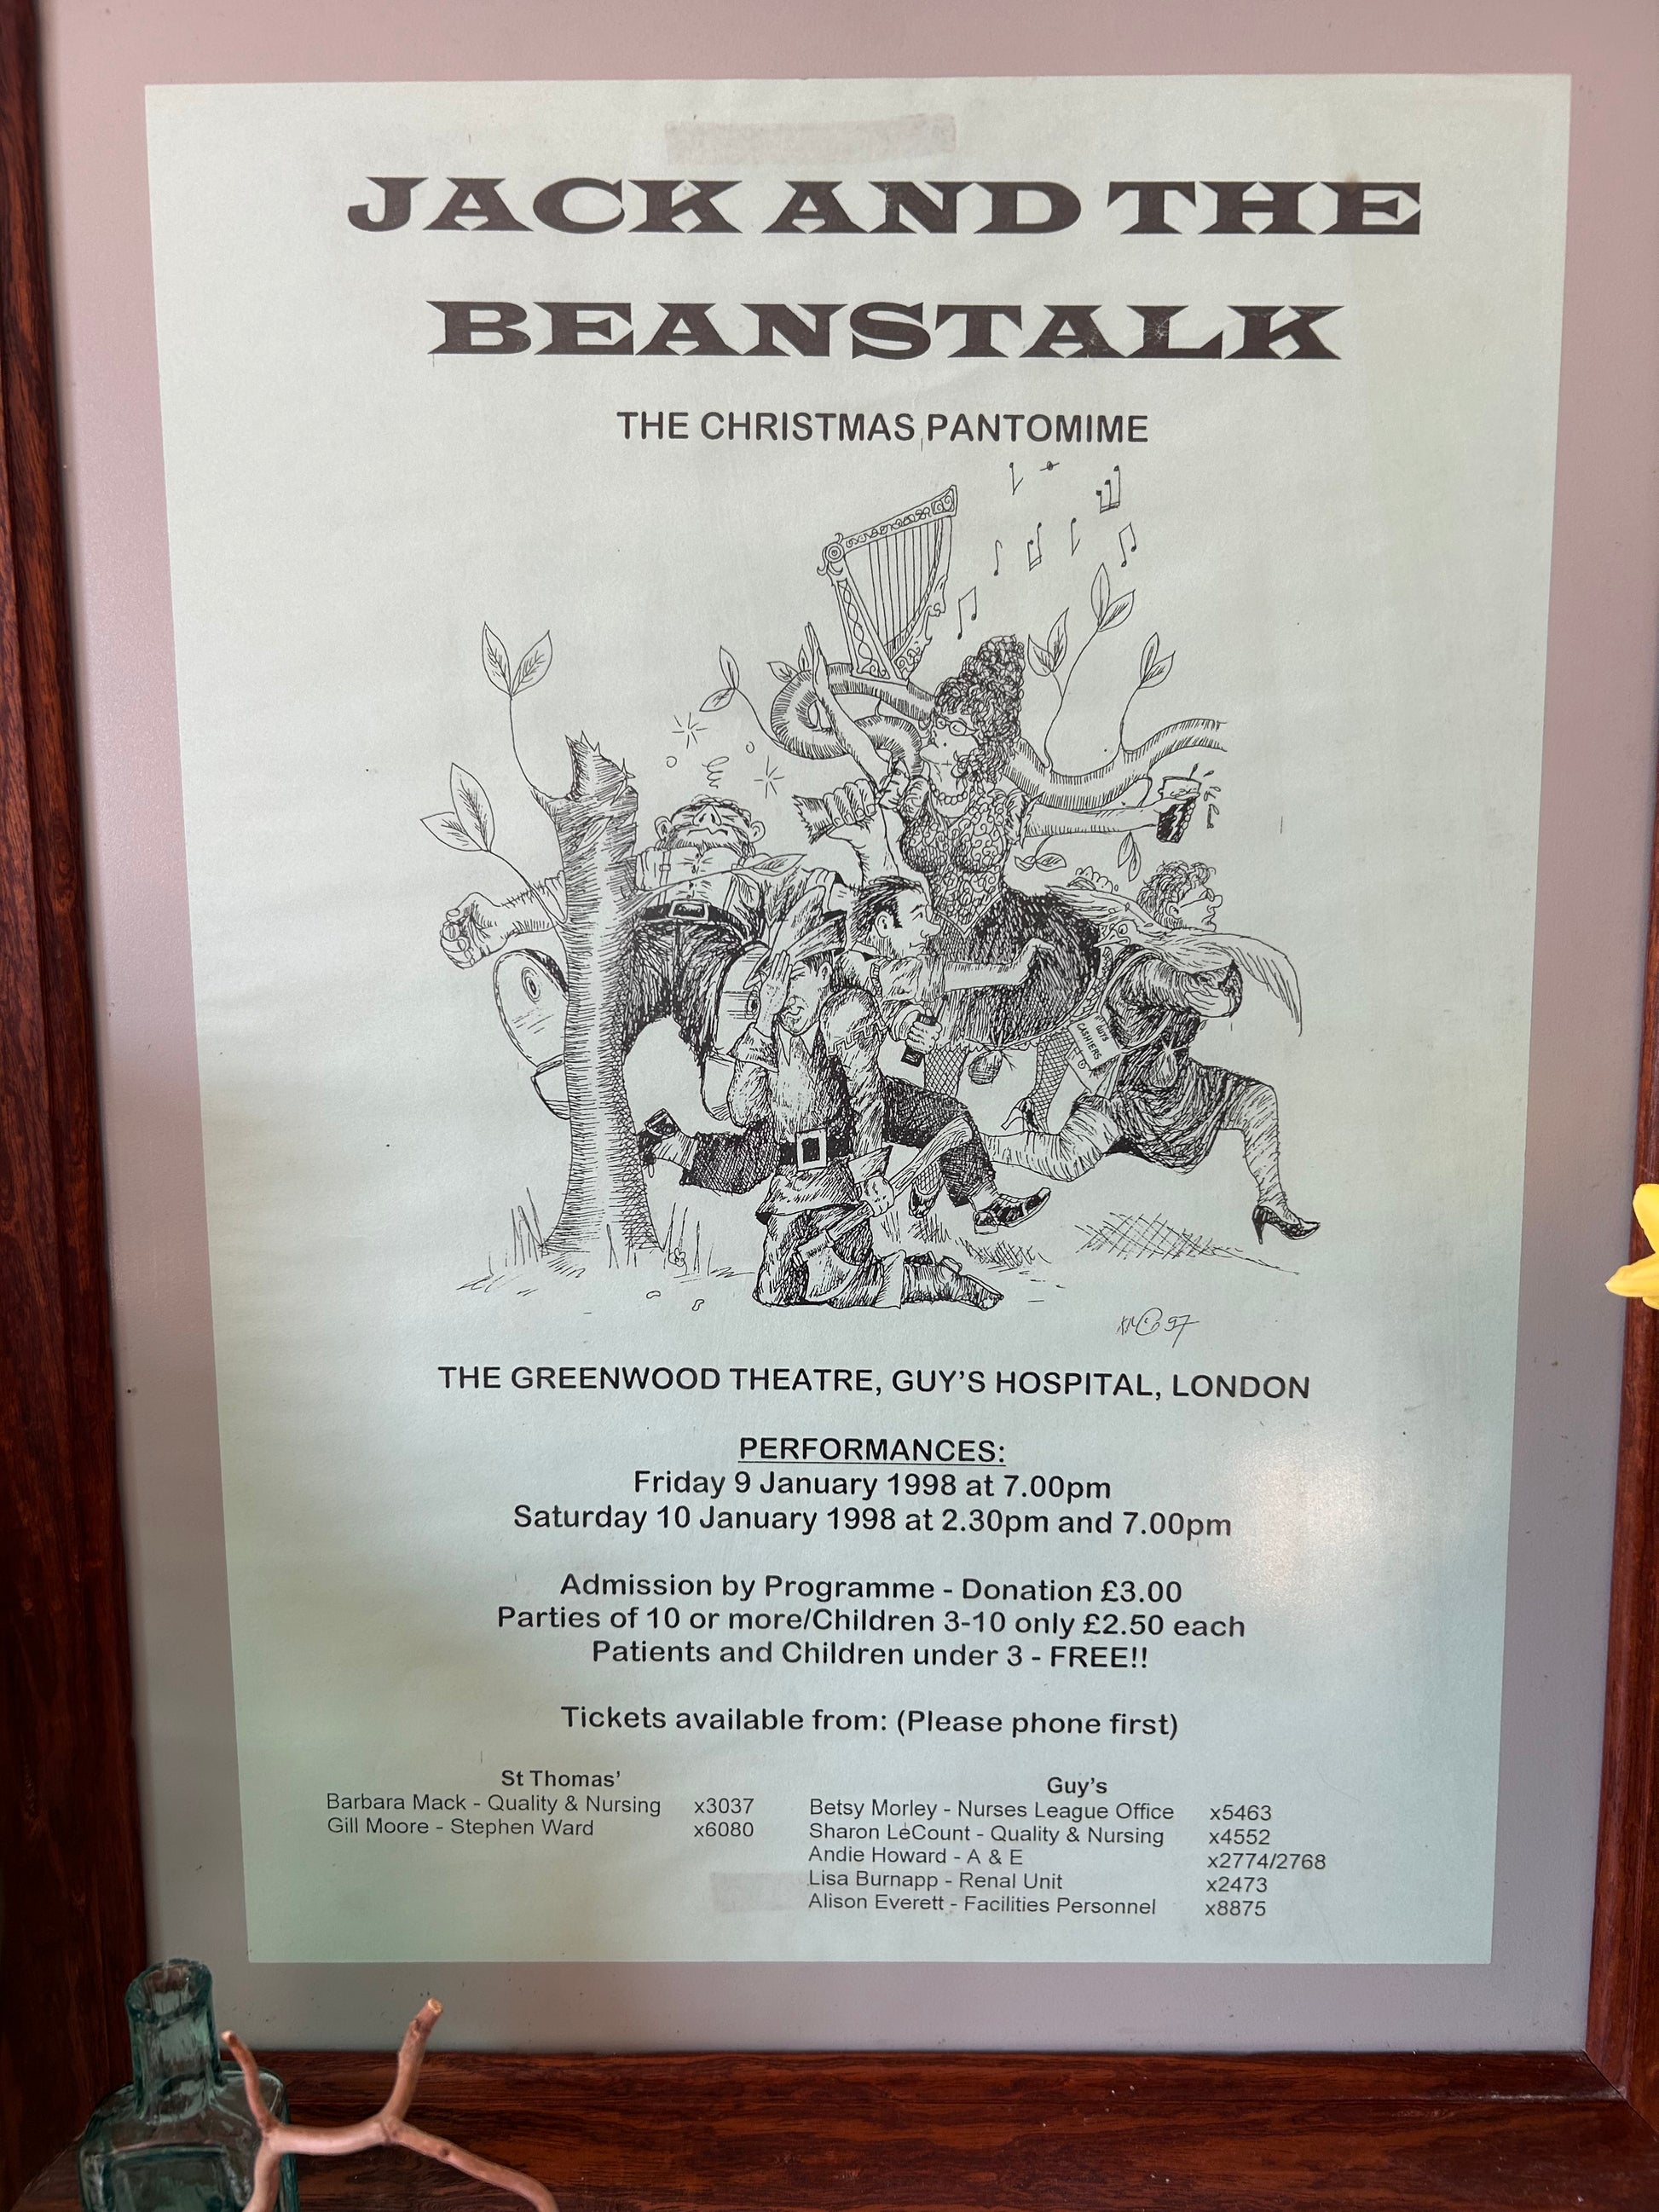 JACK AND THE
BEANSTALK
THE CHRISTMAS PANTOMIME
GUYS
CASHIERS
97
THE GREENWOOD THEATRE, GUY'S HOSPITAL, LONDON
PERFORMANCES:
Friday 9 January 1998 at 7.00pm
Saturday 10 January 1998 at 2.30pm and 7.00pm
Admission by Programme - Donation £3.00
Parties of 10 or more/Children 3-10 only £2.50 each
Patients and Children under 3 - FREE!!
Tickets available from: (Please phone first)
St Thomas'
Barbara Mack - Quality & Nursing x3037
Gill Moore - Stephen Ward x6080
Guy's
Betsy Morley - Nurses League Office x5463
Sharon LeCount - Quality & Nursing x4552
Andie Howard - A & E x2774/2768
Lisa Burnapp - Renal Unit x2473
Alison Everett - Facilities Personnel x8875